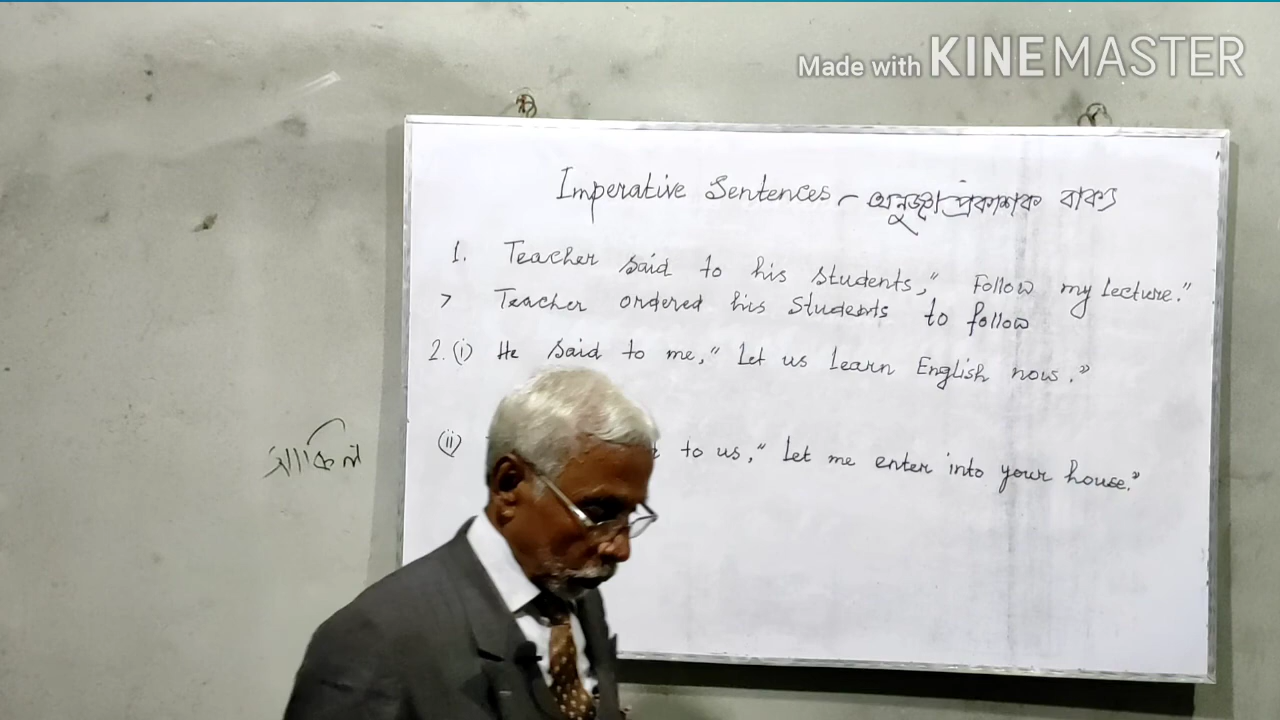 Made with KINEMASTER
Imperative Sentences - অনুজ্ঞাপ্রকাশক বাক্য
1. Teacher said to his students, " Follow my lecture."
> Teacher ordered his students to follow
2. (i) He said to me, " Let us learn English now."
(ii) to us, " Let me enter into your house."